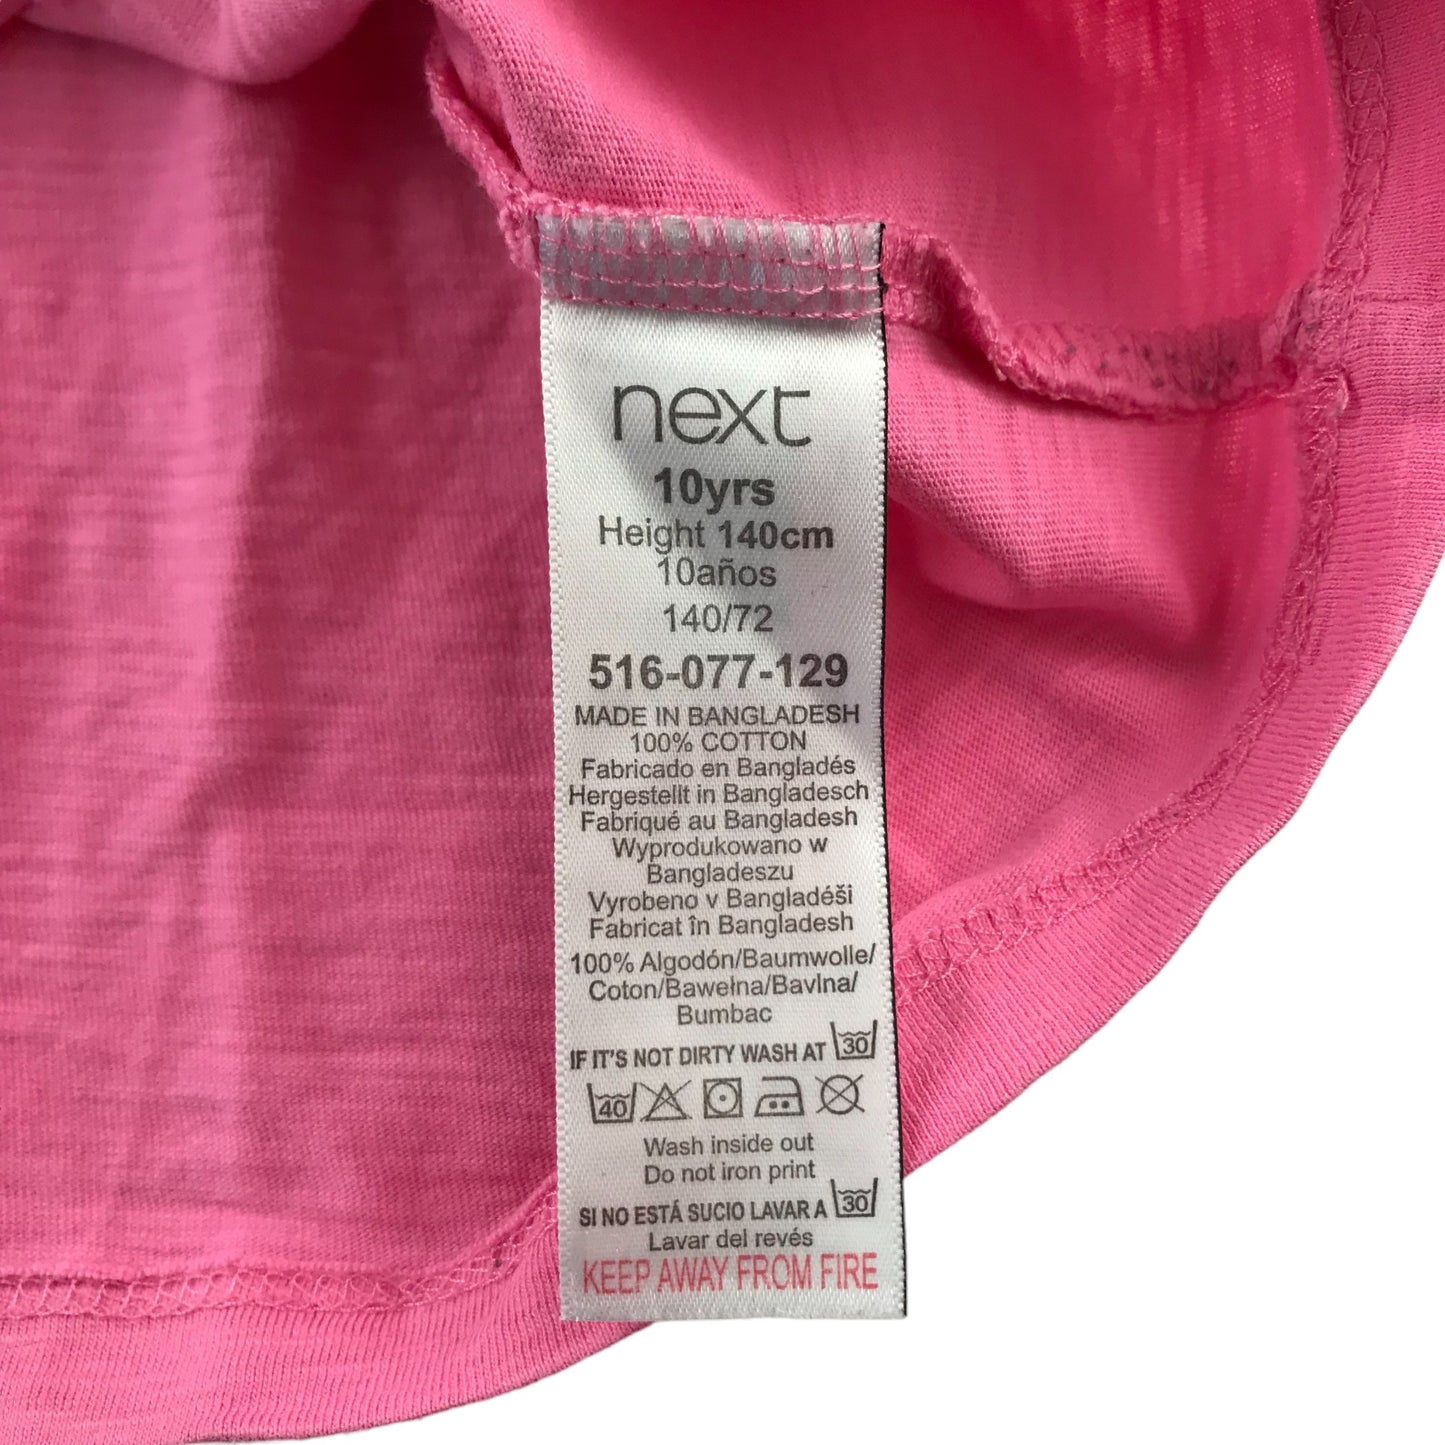 next
10yrs
Height 140cm
10años
140/72
516-077-129
MADE IN BANGLADESH
100% COTTON
Fabricado en Bangladés
Hergestellt in Bangladesch
Fabriqué au Bangladesh
Wyprodukowano w
Bangladeszu
Vyrobeno v Bangladéši
Fabricat în Bangladesh
100% Algodón/Baumwolle/
Coton/Bawełna/Bavlna/
Bumbac
IF IT'S NOT DIRTY WASH AT 30
40
Wash inside out
Do not iron print
SI NO ESTÁ SUCIO LAVAR A 30
Lavar del revés
KEEP AWAY FROM FIRE